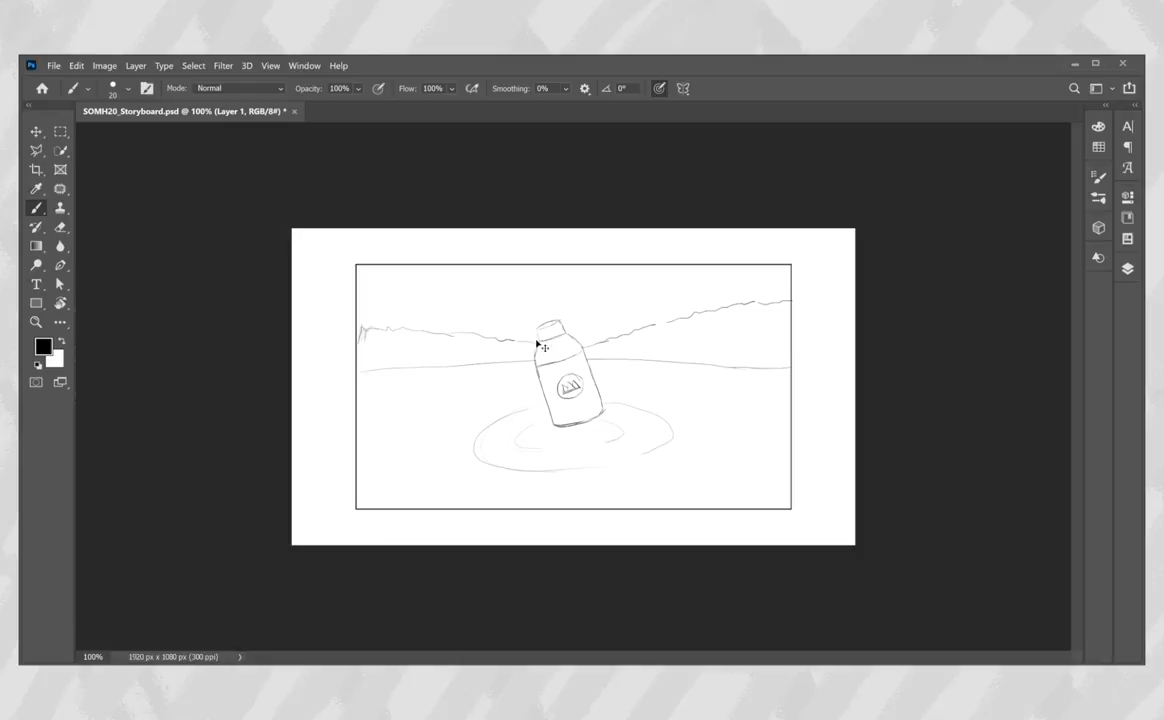 Ps File Edit Image Layer Type Select Filter 3D View Window Help
20 Mode: Normal Opacity: 100% Flow: 100% Smoothing: 0% 0°
SOMH20_Storyboard.psd @ 100% (Layer 1, RGB/8#) *
100% 1920 px x 1080 px (300 ppi)